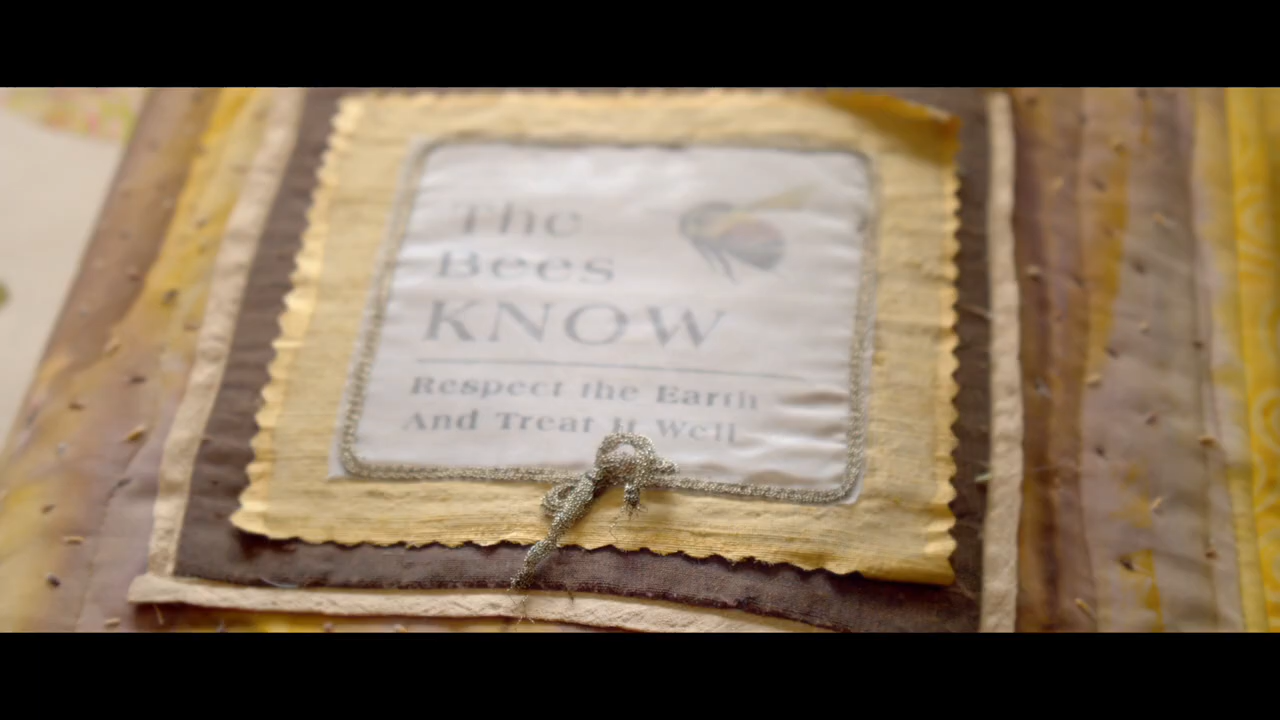 The
Bees
KNOW
Respect the Earth
And Treat It Well